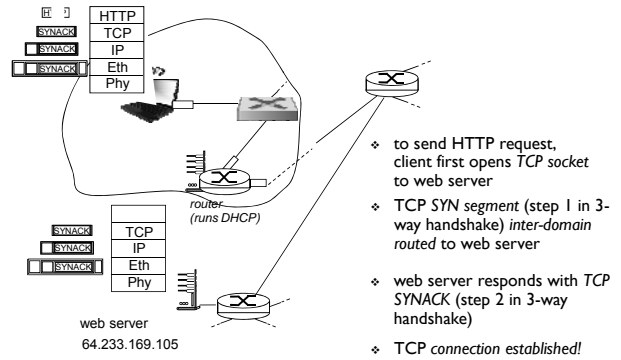 HTTP
SYNACK TCP
SYNACK IP
SYNACK Eth
Phy
router
(runs DHCP)
SYNACK TCP
SYNACK IP
SYNACK Eth
Phy
web server
64.233.169.105
❖ to send HTTP request,
client first opens TCP socket
to web server
❖ TCP SYN segment (step 1 in 3-
way handshake) inter-domain
routed to web server
❖ web server responds with TCP
SYNACK (step 2 in 3-way
handshake)
❖ TCP connection established!